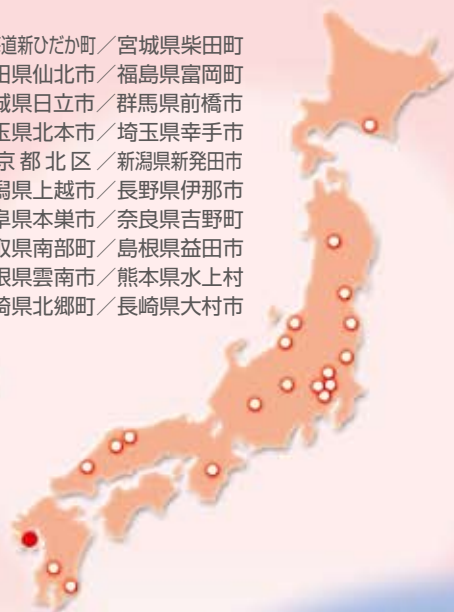 道新ひだか町／宮城県柴田町
田県仙北市／福島県富岡町
城県日立市／群馬県前橋市
玉県北本市／埼玉県幸手市
京都北区／新潟県新発田市
潟県上越市／長野県伊那市
阜県本巣市／奈良県吉野町
取県南部町／島根県益田市
根県雲南市／熊本県水上村
崎県北郷町／長崎県大村市